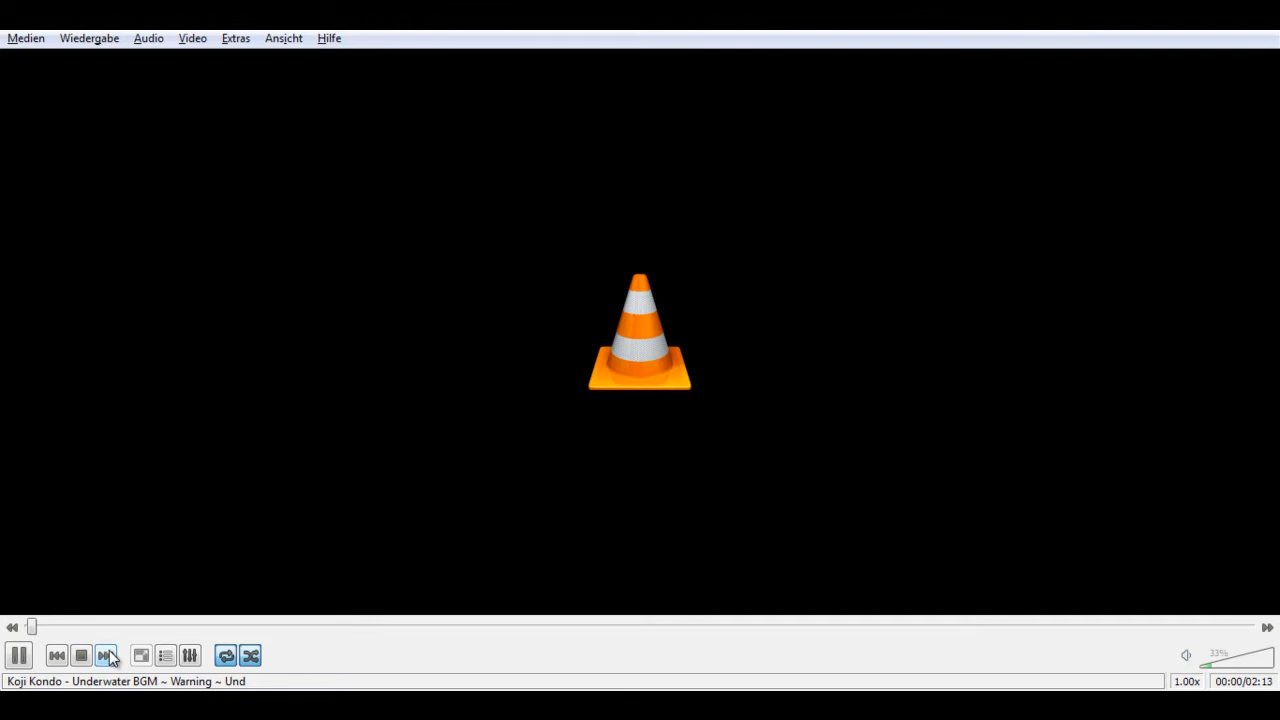 Medien Wiedergabe Audio Video Extras Ansicht Hilfe
33%
Koji Kondo - Underwater BGM ~ Warning ~ Und 1.00x 00:00/02:13